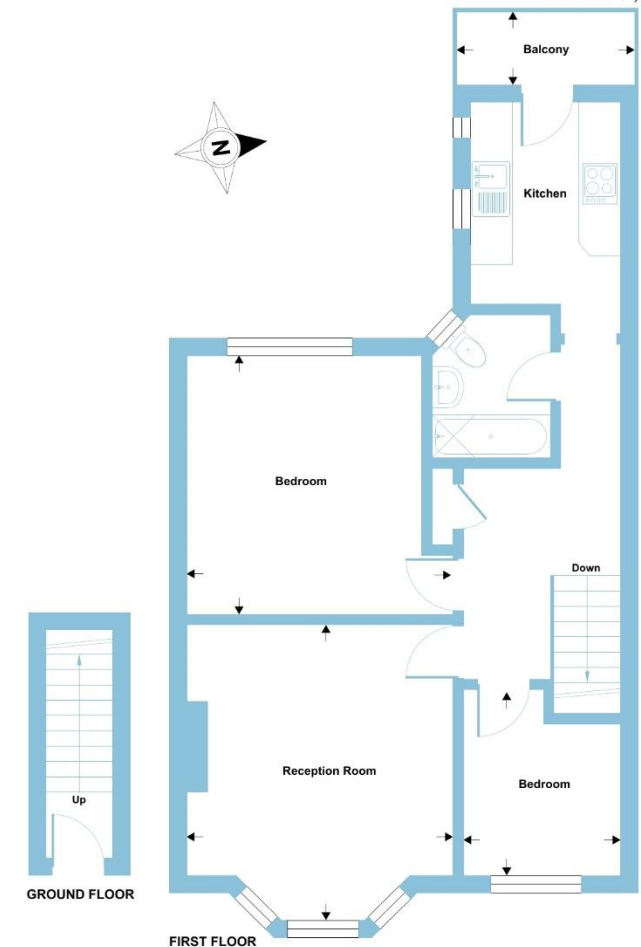 Balcony
N
Kitchen
Bedroom
Down
Reception Room
Bedroom
Up
GROUND FLOOR
FIRST FLOOR